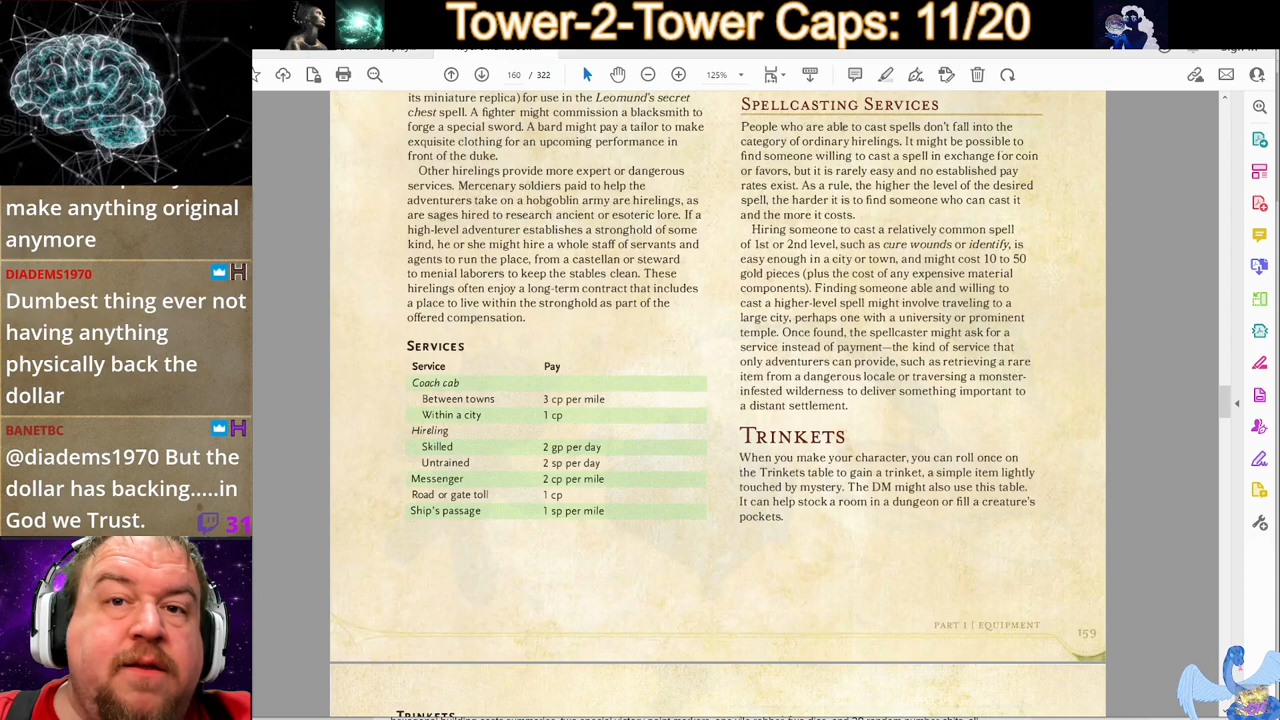 Tower-2-Tower Caps: 11/20
make anything original
anymore
DIADEMS1970
Dumbest thing ever not
having anything
physically back the
dollar
BANETBC
@diadems1970 But the
dollar has backing.....in
God we Trust.
31
160 / 322
125%
its miniature replica) for use in the Leomund's secret
chest spell. A fighter might commission a blacksmith to
forge a special sword. A bard might pay a tailor to make
exquisite clothing for an upcoming performance in
front of the duke.
Other hirelings provide more expert or dangerous
services. Mercenary soldiers paid to help the
adventurers take on a hobgoblin army are hirelings, as
are sages hired to research ancient or esoteric lore. If a
high-level adventurer establishes a stronghold of some
kind, he or she might hire a whole staff of servants and
agents to run the place, from a castellan or steward
to menial laborers to keep the stables clean. These
hirelings often enjoy a long-term contract that includes
a place to live within the stronghold as part of the
offered compensation.
SERVICES
Service Pay
Coach cab
Between towns 3 cp per mile
Within a city 1 cp
Hireling
Skilled 2 gp per day
Untrained 2 sp per day
Messenger 2 cp per mile
Road or gate toll 1 cp
Ship's passage 1 sp per mile
SPELLCASTING SERVICES
People who are able to cast spells don't fall into the
category of ordinary hirelings. It might be possible to
find someone willing to cast a spell in exchange for coin
or favors, but it is rarely easy and no established pay
rates exist. As a rule, the higher the level of the desired
spell, the harder it is to find someone who can cast it
and the more it costs.
Hiring someone to cast a relatively common spell
of 1st or 2nd level, such as cure wounds or identify, is
easy enough in a city or town, and might cost 10 to 50
gold pieces (plus the cost of any expensive material
components). Finding someone able and willing to
cast a higher-level spell might involve traveling to a
large city, perhaps one with a university or prominent
temple. Once found, the spellcaster might ask for a
service instead of payment—the kind of service that
only adventurers can provide, such as retrieving a rare
item from a dangerous locale or traversing a monster-
infested wilderness to deliver something important to
a distant settlement.
TRINKETS
When you make your character, you can roll once on
the Trinkets table to gain a trinket, a simple item lightly
touched by mystery. The DM might also use this table.
It can help stock a room in a dungeon or fill a creature's
pockets.
PART 1 | EQUIPMENT
159
TRINKETS